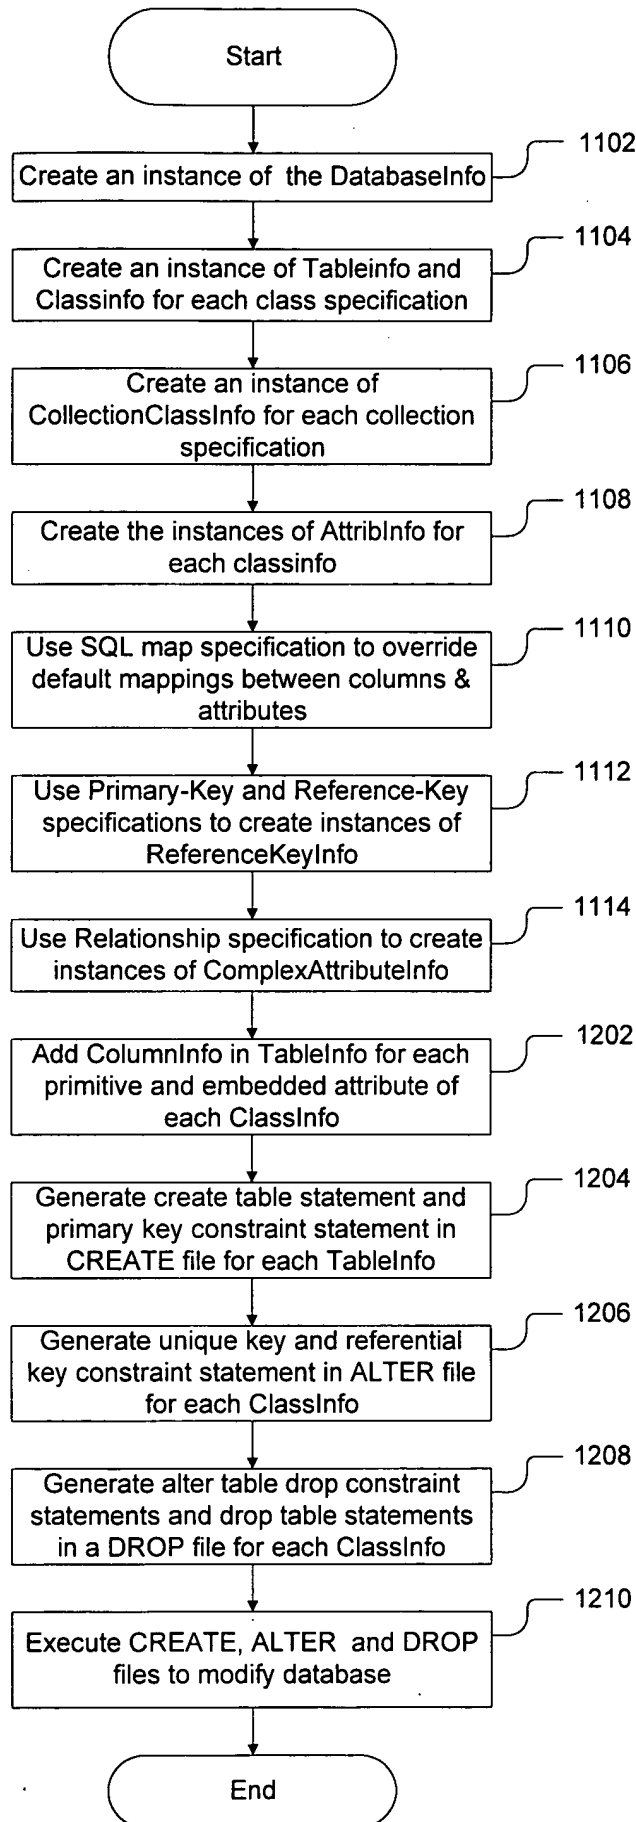 Start
1102
Create an instance of the DatabaseInfo
1104
Create an instance of Tableinfo and
Classinfo for each class specification
1106
Create an instance of
CollectionClassInfo for each collection
specification
1108
Create the instances of AttribInfo for
each classinfo
1110
Use SQL map specification to override
default mappings between columns &
attributes
1112
Use Primary-Key and Reference-Key
specifications to create instances of
ReferenceKeyInfo
1114
Use Relationship specification to create
instances of ComplexAttributeInfo
1202
Add ColumnInfo in TableInfo for each
primitive and embedded attribute of
each ClassInfo
1204
Generate create table statement and
primary key constraint statement in
CREATE file for each TableInfo
1206
Generate unique key and referential
key constraint statement in ALTER file
for each ClassInfo
1208
Generate alter table drop constraint
statements and drop table statements
in a DROP file for each ClassInfo
1210
Execute CREATE, ALTER and DROP
files to modify database
End